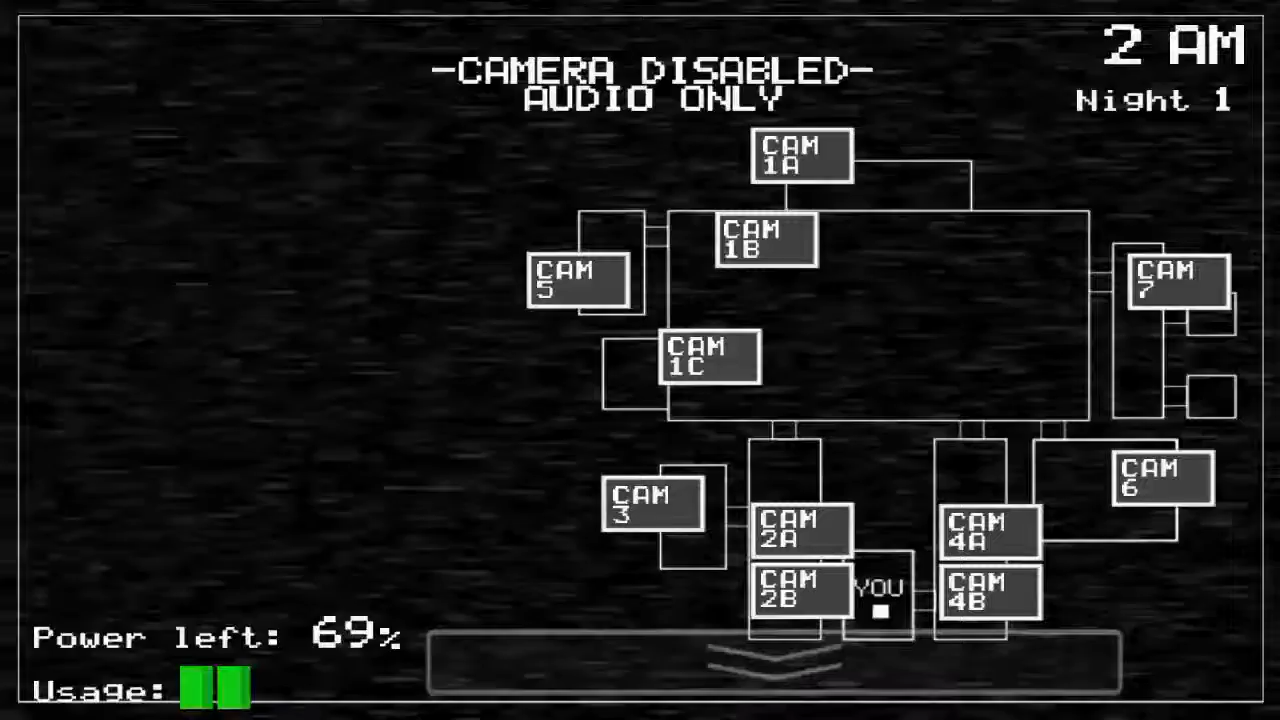 2 AM
-CAMERA DISABLED-
AUDIO ONLY
Night 1
CAM
1A
CAM
1B
CAM
5
CAM
7
CAM
1C
CAM
6
CAM
3
CAM
2A
CAM
4A
CAM
2B
YOU
CAM
4B
Power left: 69%
Usage: